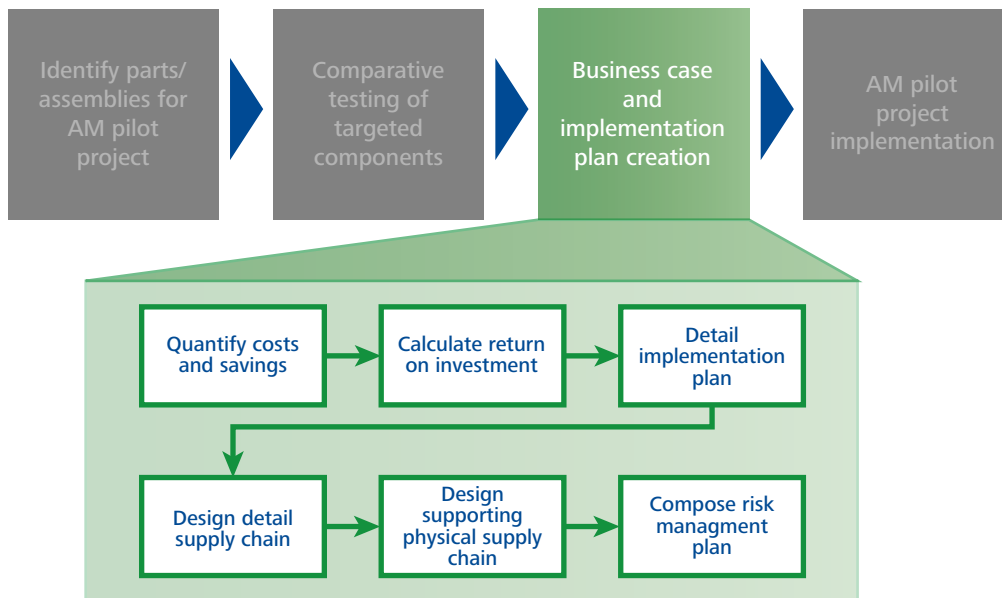 Identify parts/
assemblies for
AM pilot
project
Comparative
testing of
targeted
components
Business case
and
implementation
plan creation
AM pilot
project
implementation
Quantify costs
and savings
Calculate return
on investment
Detail
implementation
plan
Design detail
supply chain
Design
supporting
physical supply
chain
Compose risk
managment
plan